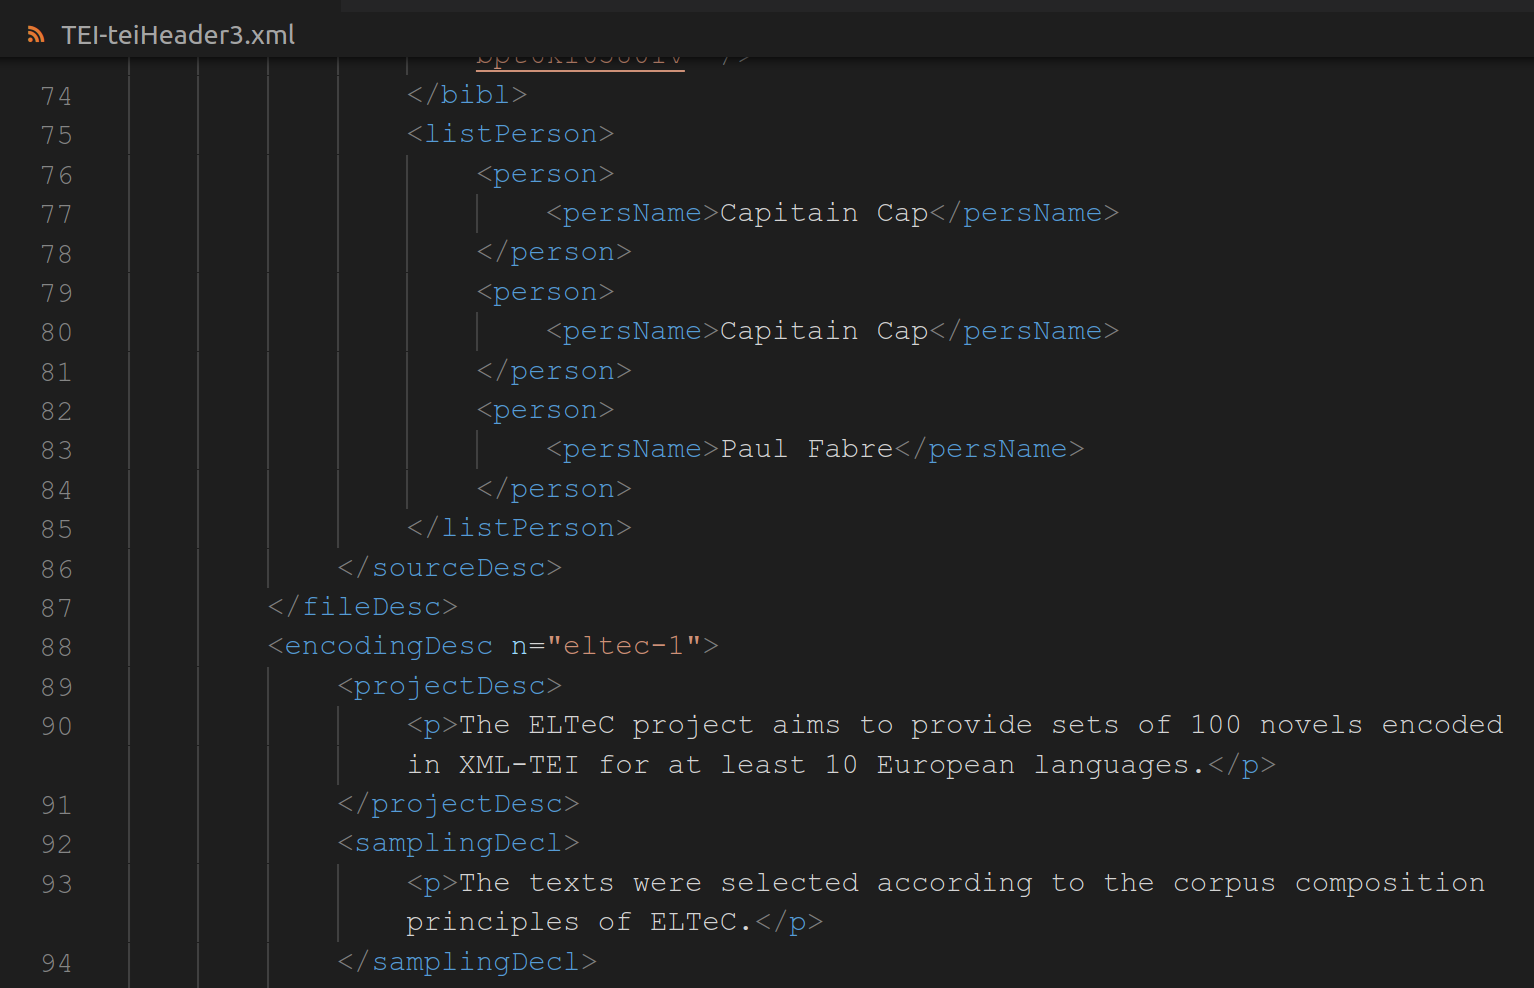 TEI-teiHeader3.xml
74 </bibl>
75 <listPerson>
76 <person>
77 <persName>Capitain Cap</persName>
78 </person>
79 <person>
80 <persName>Capitain Cap</persName>
81 </person>
82 <person>
83 <persName>Paul Fabre</persName>
84 </person>
85 </listPerson>
86 </sourceDesc>
87 </fileDesc>
88 <encodingDesc n="eltec-1">
89 <projectDesc>
90 <p>The ELTeC project aims to provide sets of 100 novels encoded
in XML-TEI for at least 10 European languages.</p>
91 </projectDesc>
92 <samplingDecl>
93 <p>The texts were selected according to the corpus composition
principles of ELTeC.</p>
94 </samplingDecl>